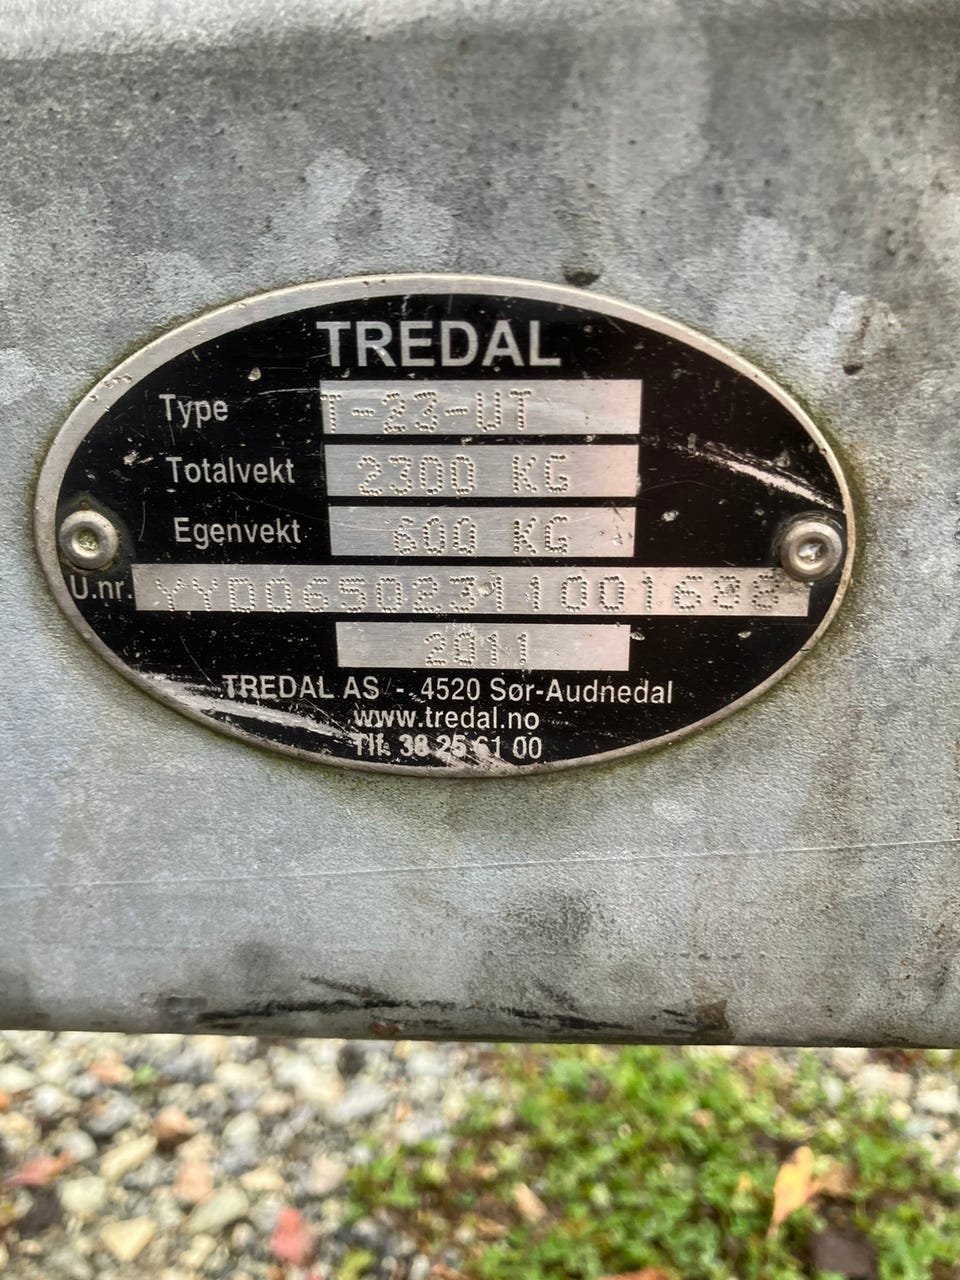 TREDAL
Type T-23-UT
Totalvekt 2300 KG
Egenvekt 600 KG
U.nr.
2011
TREDAL AS - 4520 Sør-Audnedal
www.tredal.no
Tlf. 38 25 61 00